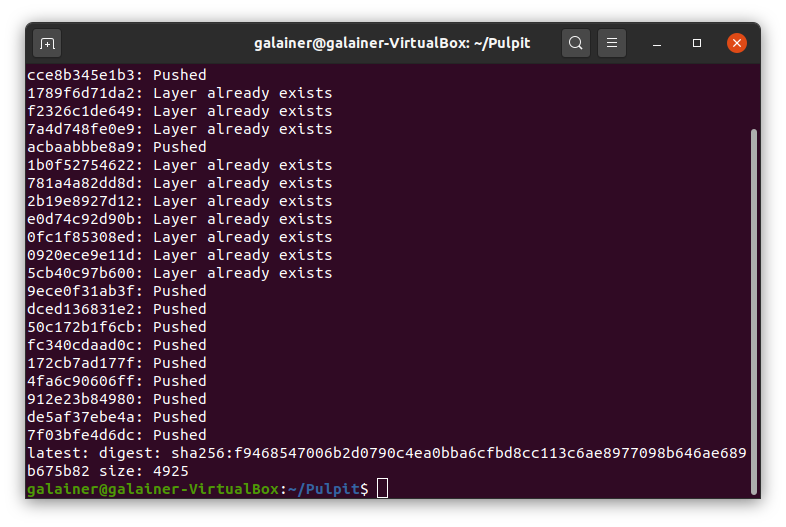 galainer@galainer-VirtualBox: ~/Pulpit
cce8b345e1b3: Pushed
1789f6d71da2: Layer already exists
f2326c1de649: Layer already exists
7a4d748fe0e9: Layer already exists
acbaabbbe8a9: Pushed
1b0f52754622: Layer already exists
781a4a82dd8d: Layer already exists
2b19e8927d12: Layer already exists
e0d74c92d90b: Layer already exists
0fc1f85308ed: Layer already exists
0920ece9e11d: Layer already exists
5cb40c97b600: Layer already exists
9ece0f31ab3f: Pushed
dced136831e2: Pushed
50c172b1f6cb: Pushed
fc340cdaad0c: Pushed
172cb7ad177f: Pushed
4fa6c90606ff: Pushed
912e23b84980: Pushed
de5af37ebe4a: Pushed
7f03bfe4d6dc: Pushed
latest: digest: sha256:f9468547006b2d0790c4ea0bba6cfbd8cc113c6ae8977098b646ae689
b675b82 size: 4925
galainer@galainer-VirtualBox:~/Pulpit$